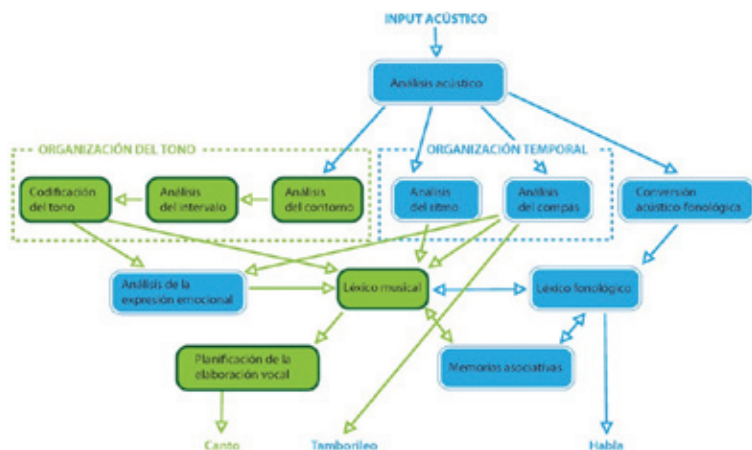 INPUT ACÚSTICO
Análisis acústico
ORGANIZACIÓN DEL TONO
ORGANIZACIÓN TEMPORAL
Codificación
del tono
Análisis
del intervalo
Análisis
del contorno
Análisis
del ritmo
Análisis
del compas
Conversión
acústico fonológica
Análisis de la
expresión emocional
Léxico musical
Léxico fonológico
Planificación de la
elaboración vocal
Memorias asociativas
Canto
Tamborileo
Habla